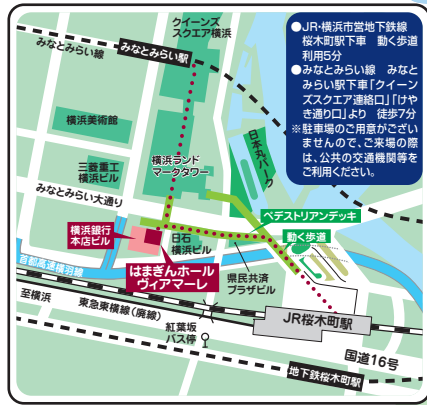 クイーンズ
スクエア横浜
みなとみらい線
みなとみらい駅
●JR・横浜市営地下鉄線
桜木町駅下車　動く歩道
利用5分
●みなとみらい線　みなと
みらい駅下車「クイーン
ズスクエア連絡口」「けや
き通り口」より　徒歩7分
※駐車場のご用意がござい
ませんので、ご来場の際
は、公共の交通機関等を
ご利用ください。
横浜美術館
日本丸パーク
三菱重工
横浜ビル
横浜ランド
マークタワー
みなとみらい大通り
ペデストリアンデッキ
横浜銀行
本店ビル
日石
横浜ビル
動く歩道
首都高速横羽線
はまぎんホール
ヴィアマーレ
県民共済
プラザビル
至横浜
東急東横線(廃線)
JR桜木町駅
紅葉坂
バス停
国道16号
地下鉄桜木町駅